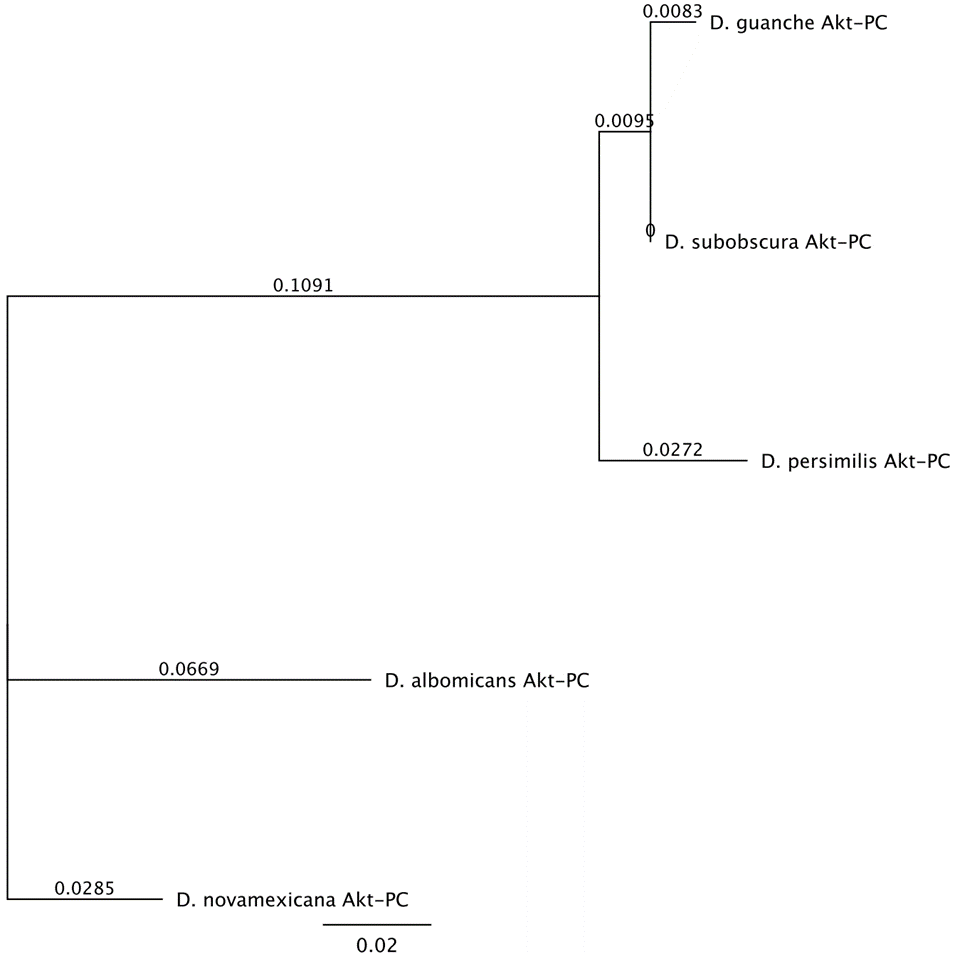 0.0083
D. guanche Akt-PC
0.0095
0
D. subobscura Akt-PC
0.1091
0.0272
D. persimilis Akt-PC
0.0669
D. albomicans Akt-PC
0.0285
D. novamexicana Akt-PC
0.02